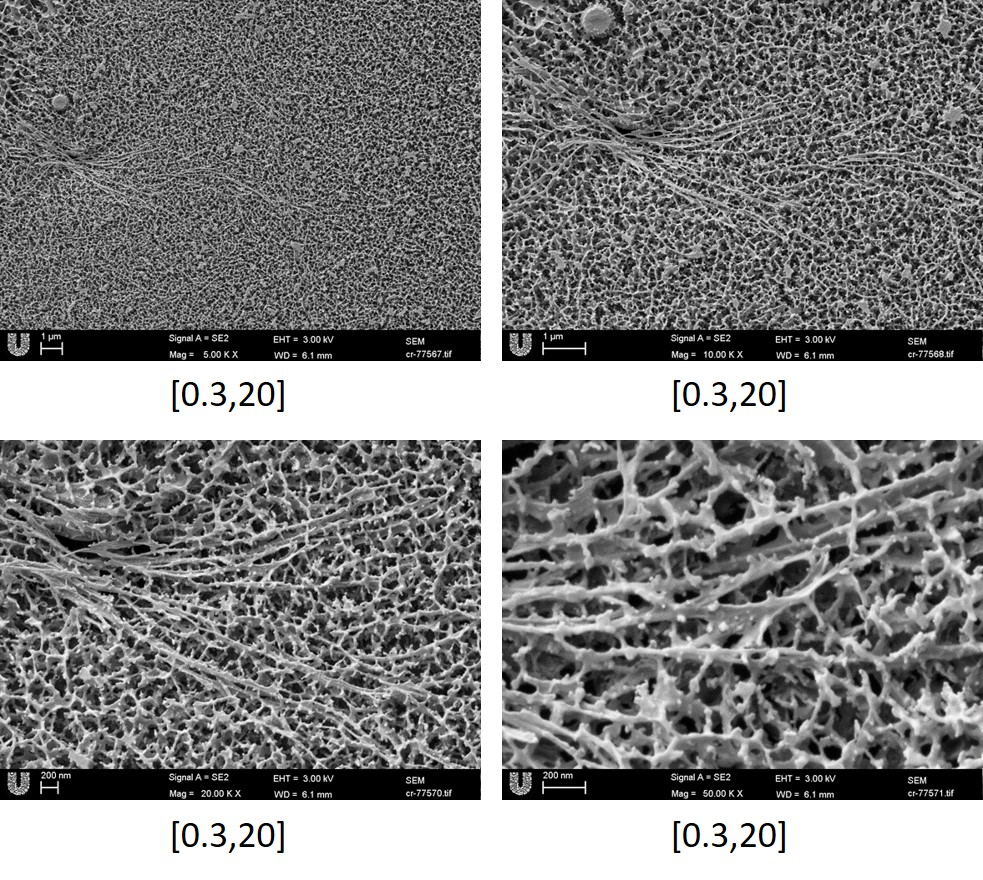 1 µm
Signal A = SE2 EHT = 3.00 kV SEM
Mag = 5.00 K X WD = 6.1 mm cr-77567.tif
1 µm
Signal A = SE2 EHT = 3.00 kV SEM
Mag = 10.00 K X WD = 6.1 mm cr-77568.tif
[0.3,20]
[0.3,20]
200 nm
Signal A = SE2 EHT = 3.00 kV SEM
Mag = 20.00 K X WD = 6.1 mm cr-77570.tif
200 nm
Signal A = SE2 EHT = 3.00 kV SEM
Mag = 50.00 K X WD = 6.1 mm cr-77571.tif
[0.3,20]
[0.3,20]